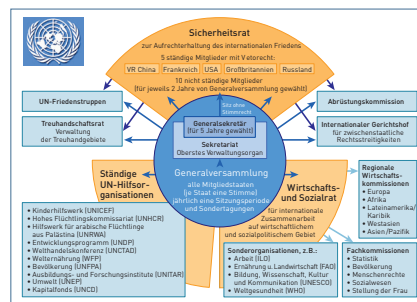 Sicherheitsrat
zur Aufrechterhaltung des internationalen Friedens
5 ständige Mitglieder mit Vetorecht:
VR China Frankreich USA Großbritannien Russland
10 nicht ständige Mitglieder
(für jeweils 2 Jahre von Generalversammlung gewählt)
Sitz ohne
Stimmrecht
UN-Friedenstruppen
Abrüstungskommission
Treuhandschaftsrat
Verwaltung
der Treuhandgebiete
Internationaler Gerichtshof
für zwischenstaatliche
Rechtsstreitigkeiten
Generalsekretär
(für 5 Jahre gewählt)
Sekretariat
Oberstes Verwaltungsorgan
Generalversammlung
alle Mitgliedstaaten
(je Staat eine Stimme)
jährlich eine Sitzungsperiode
und Sondertagungen
Ständige
UN-Hilfsor-
ganisationen
• Kinderhilfswerk (UNICEF)
• Hohes Flüchtlingskommissariat (UNHCR)
• Hilfswerk für arabische Flüchtlinge
aus Palästina (UNRWA)
• Entwicklungsprogramm (UNDP)
• Welthandelskonferenz (UNCTAD)
• Welternährung (WFP)
• Bevölkerung (UNFPA)
• Ausbildungs- und Forschungsinstitute (UNITAR)
• Umwelt (UNEP)
• Kapitalfonds (UNCD)
Wirtschafts-
und Sozialrat
für internationale
Zusammenarbeit
auf wirtschaftlichem
und sozialpolitischem Gebiet
Sonderorganisationen, z.B.:
• Arbeit (ILO)
• Ernährung u. Landwirtschaft (FAO)
• Bildung, Wissenschaft, Kultur
und Kommunikation (UNESCO)
• Weltgesundheit (WHO)
Regionale
Wirtschafts-
kommissionen
• Europa
• Afrika
• Lateinamerika/
Karibik
• Westasien
• Asien/Pazifik
Fachkommissionen
• Statistik
• Bevölkerung
• Menschenrechte
• Sozialwesen
• Stellung der Frau